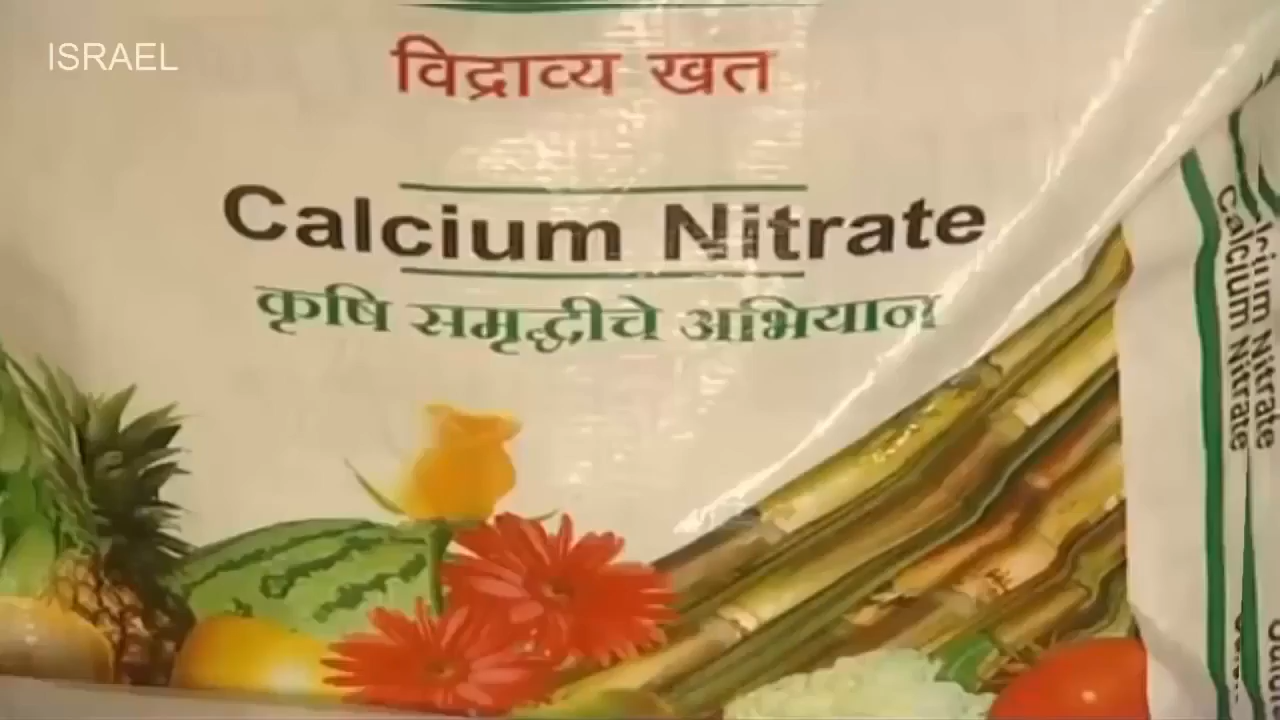 ISRAEL
विद्राव्य खत
Calcium Nitrate
कृषि समृद्धीचे अभियान
Calcium Nitrate
Calcium Nitrate